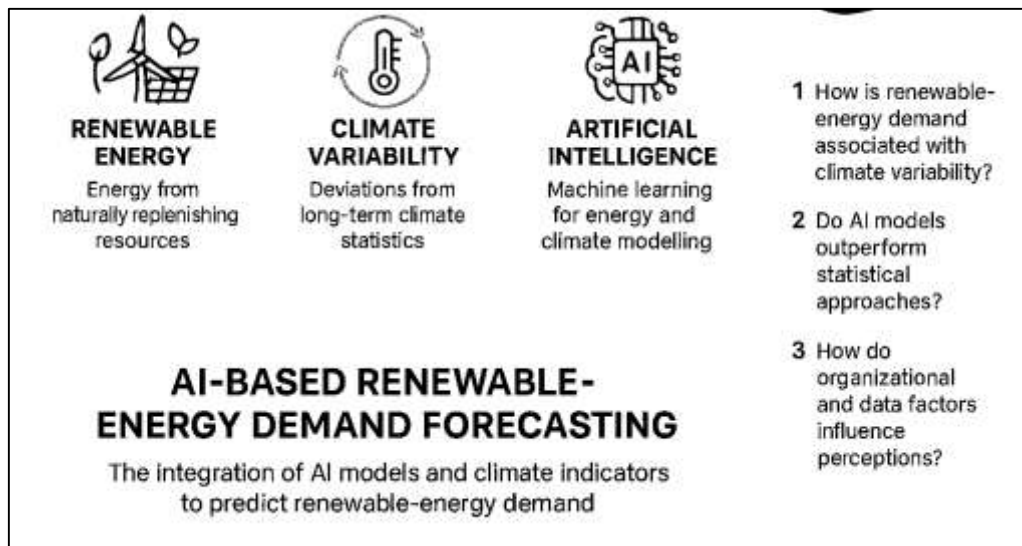 AI
RENEWABLE
ENERGY
Energy from
naturally replenishing
resources
CLIMATE
VARIABILITY
Deviations from
long-term climate
statistics
ARTIFICIAL
INTELLIGENCE
Machine learning
for energy and
climate modelling
AI-BASED RENEWABLE-
ENERGY DEMAND FORECASTING
The integration of AI models and climate indicators
to predict renewable-energy demand
1 How is renewable-
energy demand
associated with
climate variability?
2 Do AI models
outperform
statistical
approaches?
3 How do
organizational
and data factors
influence
perceptions?